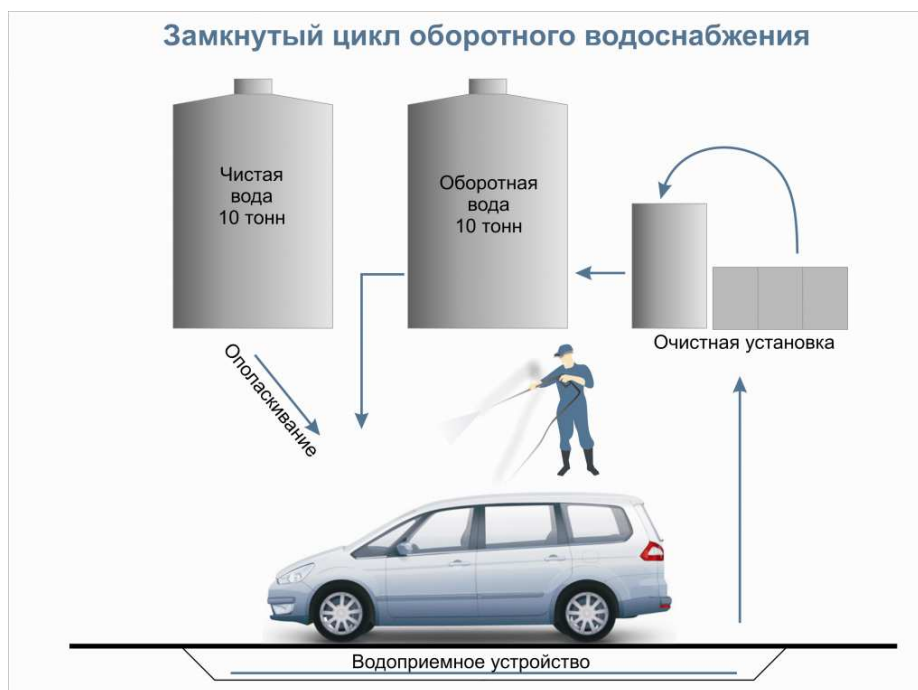 Замкнутый цикл оборотного водоснабжения
Чистая
вода
10 тонн
Оборотная
вода
10 тонн
Очистная установка
Ополаскивание
Водоприемное устройство